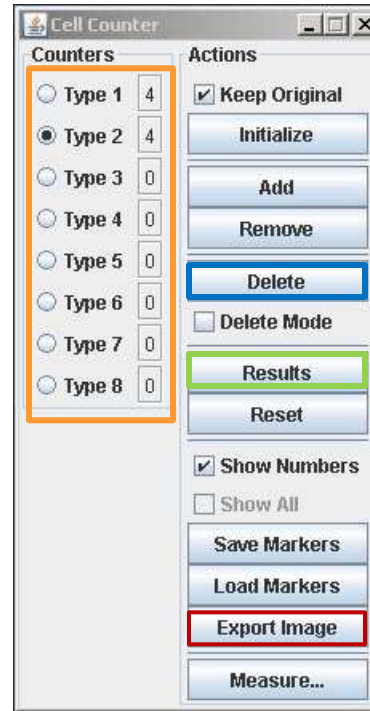 Cell Counter
Counters
Type 1 4
Type 2 4
Type 3 0
Type 4 0
Type 5 0
Type 6 0
Type 7 0
Type 8 0
Actions
Keep Original
Initialize
Add
Remove
Delete
Delete Mode
Results
Reset
Show Numbers
Show All
Save Markers
Load Markers
Export Image
Measure...